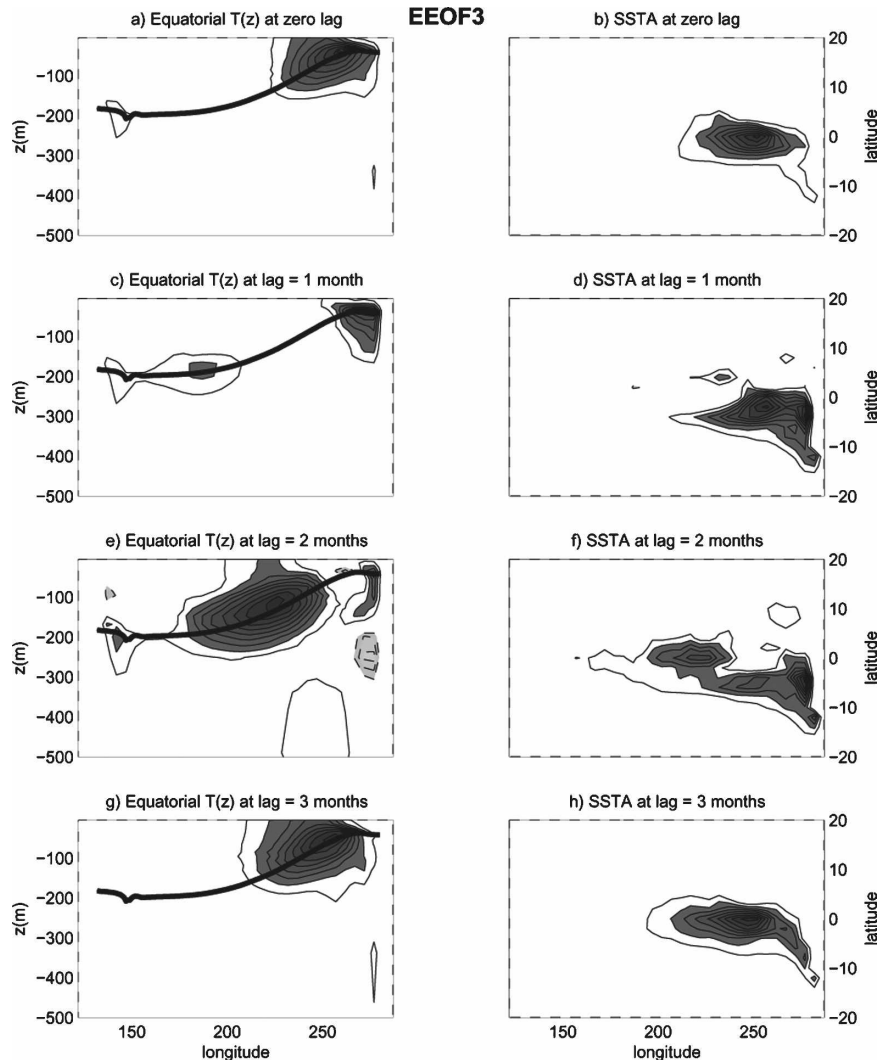 EEOF3
a) Equatorial T(z) at zero lag
b) SSTA at zero lag
z(m)
−100
−200
−300
−400
−500
20
10
0
−10
−20
latitude
c) Equatorial T(z) at lag = 1 month
d) SSTA at lag = 1 month
z(m)
−100
−200
−300
−400
−500
20
10
0
−10
−20
latitude
e) Equatorial T(z) at lag = 2 months
f) SSTA at lag = 2 months
z(m)
−100
−200
−300
−400
−500
20
10
0
−10
−20
latitude
g) Equatorial T(z) at lag = 3 months
h) SSTA at lag = 3 months
z(m)
−100
−200
−300
−400
−500
20
10
0
−10
−20
latitude
150 200 250
longitude
150 200 250
longitude